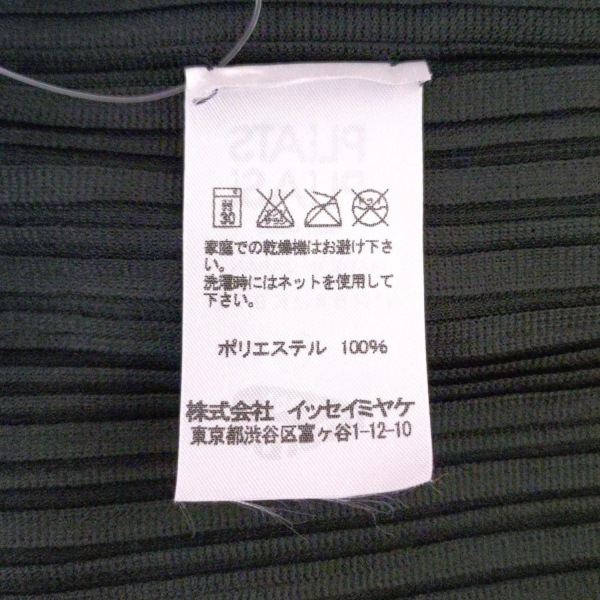 弱
30
家庭での乾燥機はお避け下さ
い。
洗濯時にはネットを使用して
下さい。
ポリエステル 100%
株式会社 イッセイミヤケ
東京都渋谷区富ヶ谷1-12-10